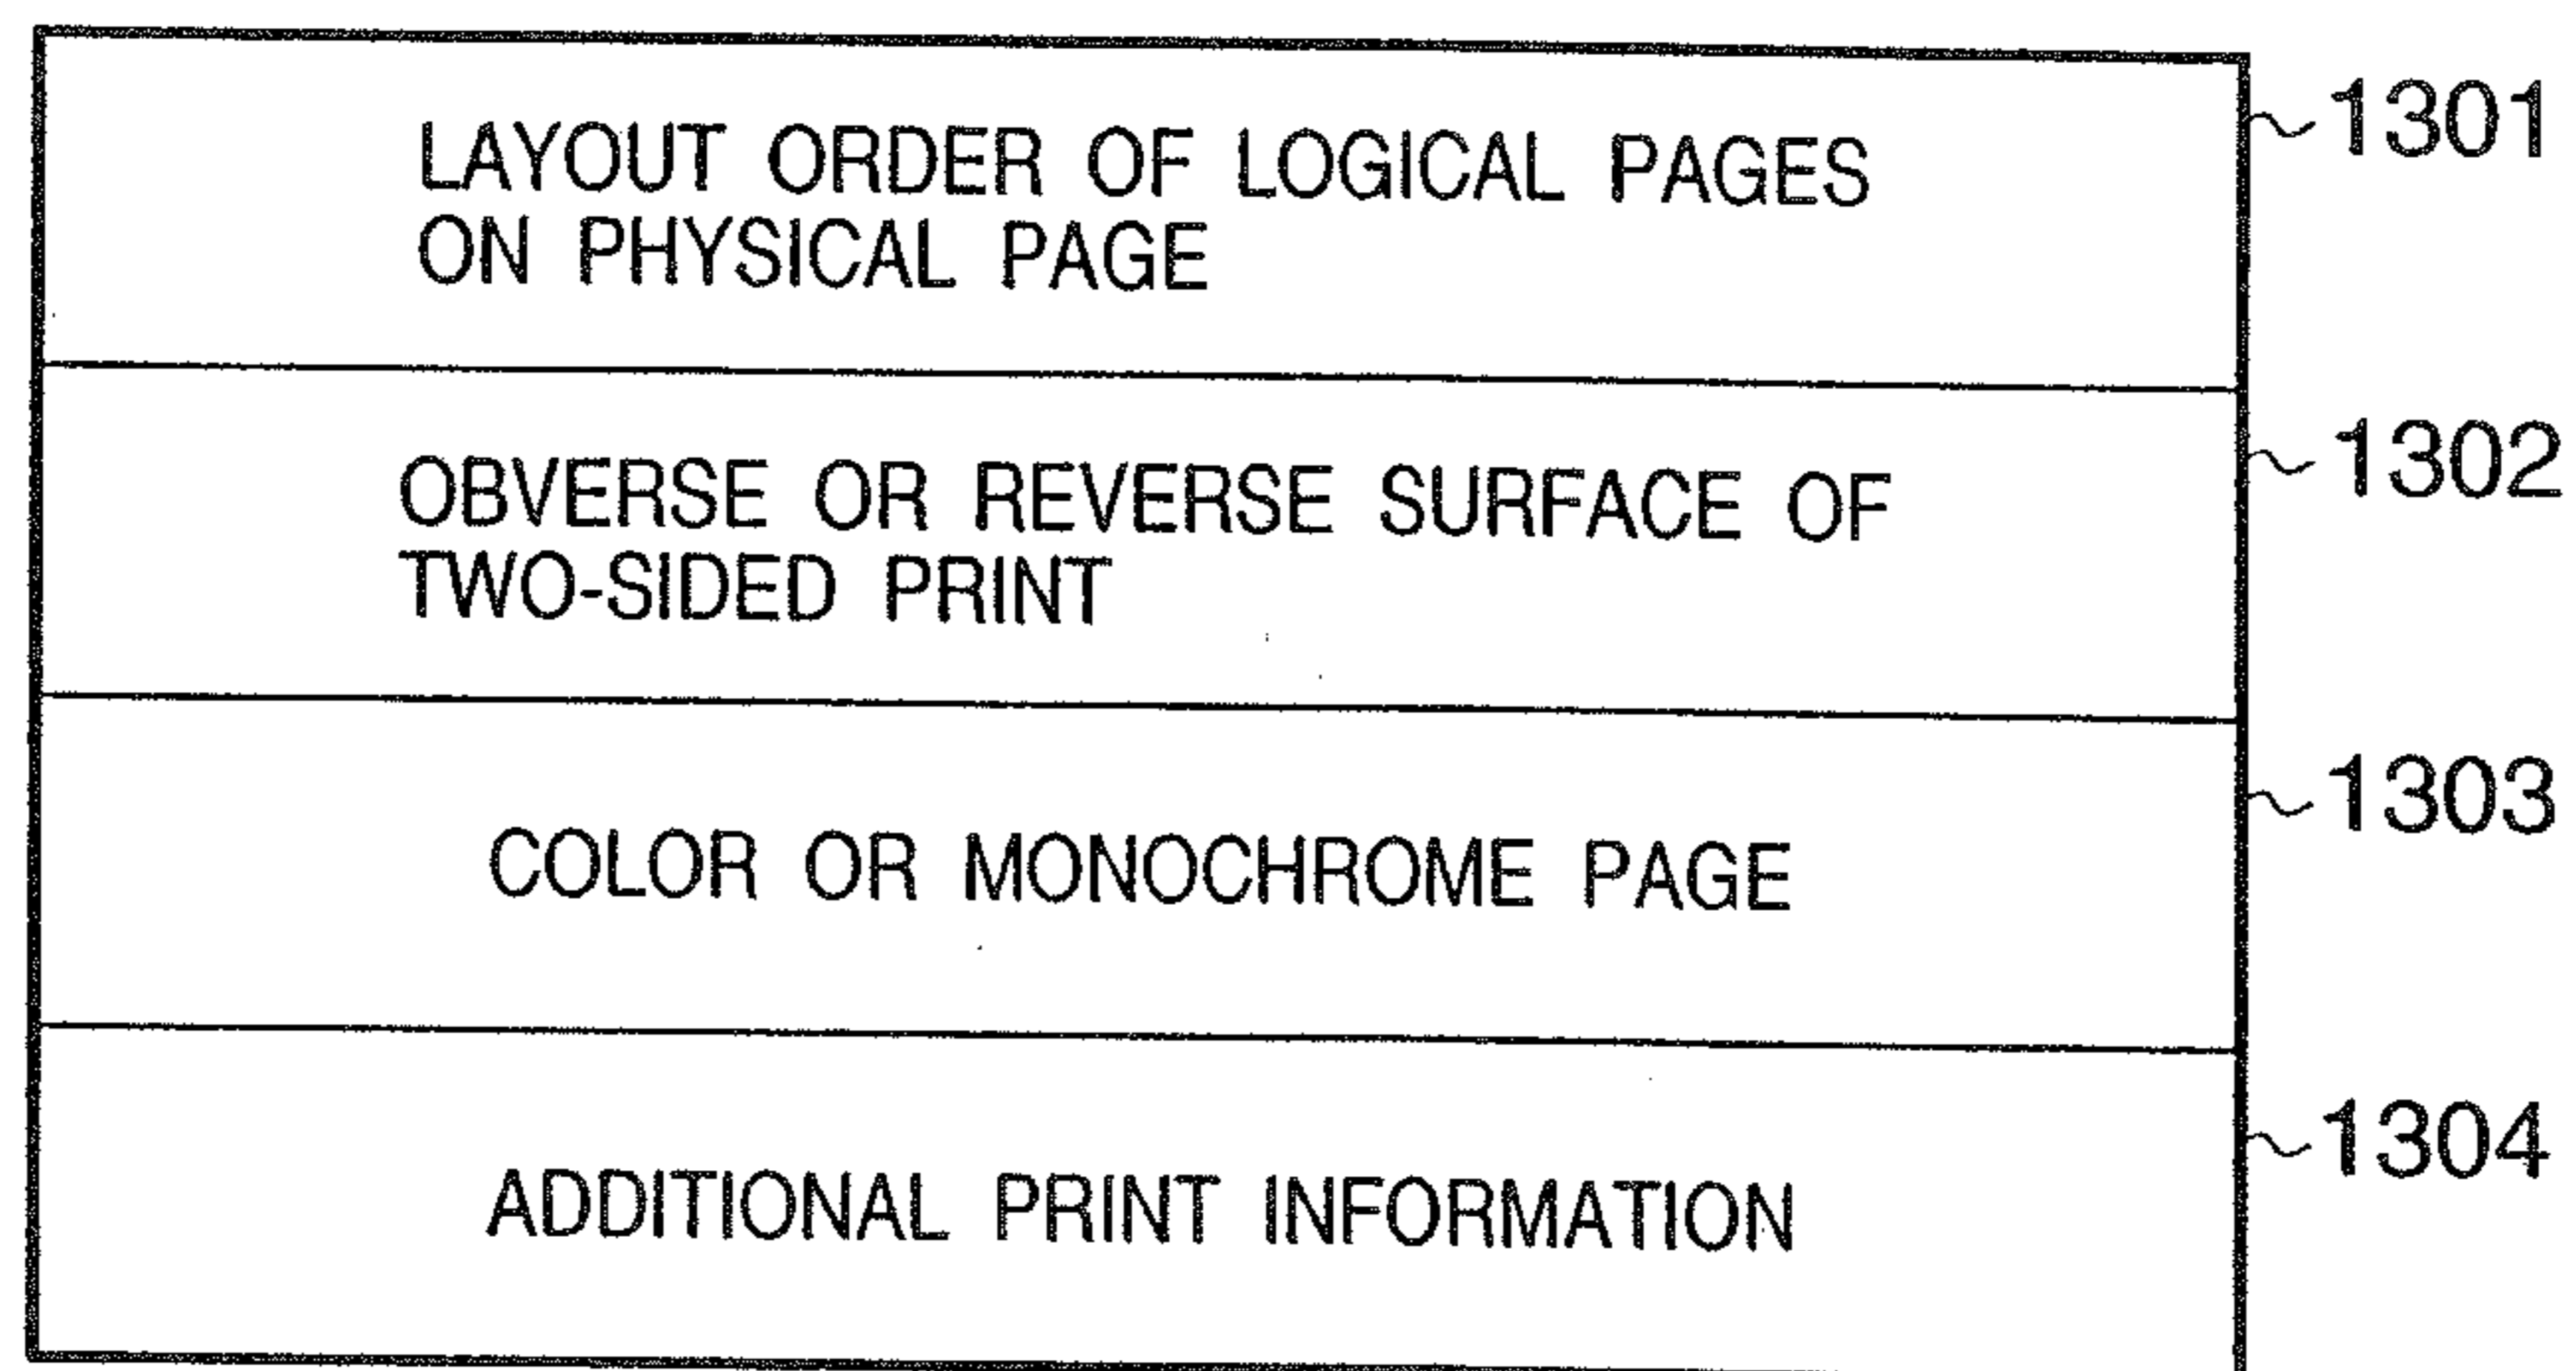 LAYOUT ORDER OF LOGICAL PAGES
ON PHYSICAL PAGE
1301
OBVERSE OR REVERSE SURFACE OF
TWO-SIDED PRINT
1302
COLOR OR MONOCHROME PAGE
1303
ADDITIONAL PRINT INFORMATION
1304